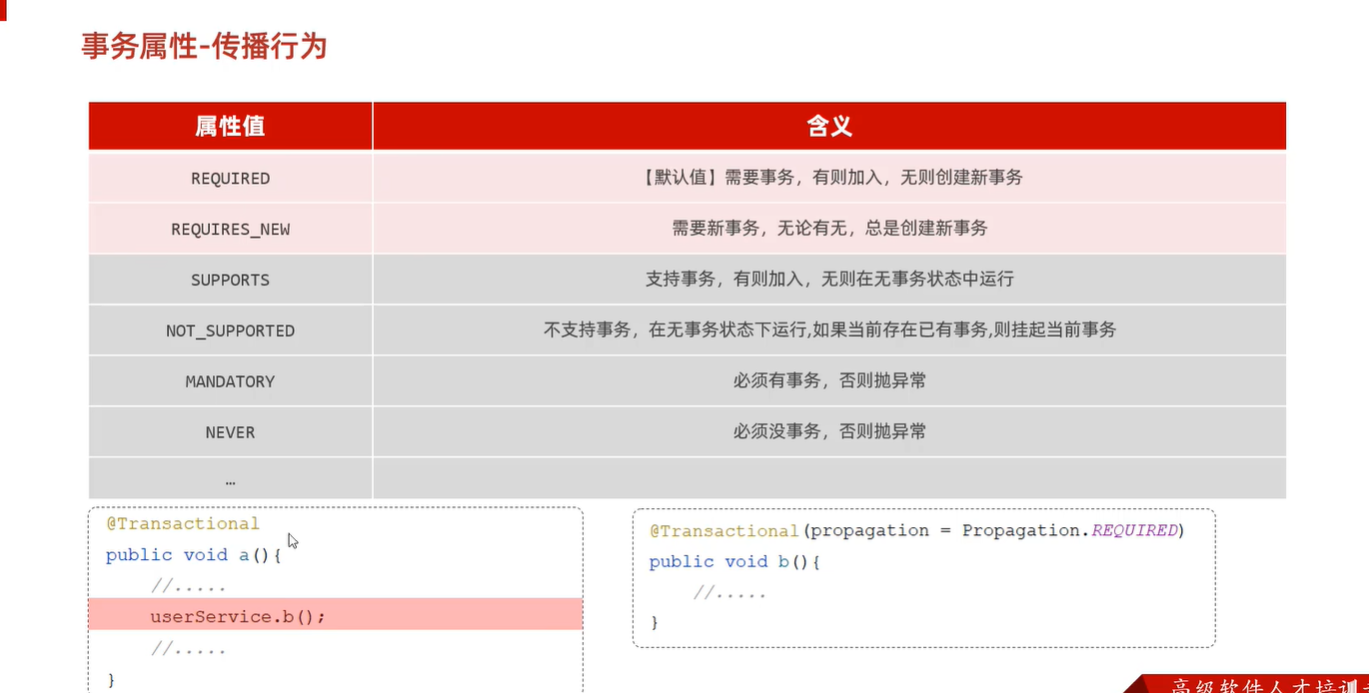 事务属性-传播行为
属性值 含义
REQUIRED 【默认值】需要事务，有则加入，无则创建新事务
REQUIRES_NEW 需要新事务，无论有无，总是创建新事务
SUPPORTS 支持事务，有则加入，无则在无事务状态中运行
NOT_SUPPORTED 不支持事务，在无事务状态下运行,如果当前存在已有事务,则挂起当前事务
MANDATORY 必须有事务，否则抛异常
NEVER 必须没事务，否则抛异常
…
@Transactional
public void a(){
//.....
userService.b();
//.....
}
@Transactional(propagation = Propagation.REQUIRED)
public void b(){
//.....
}
高级软件人才培训